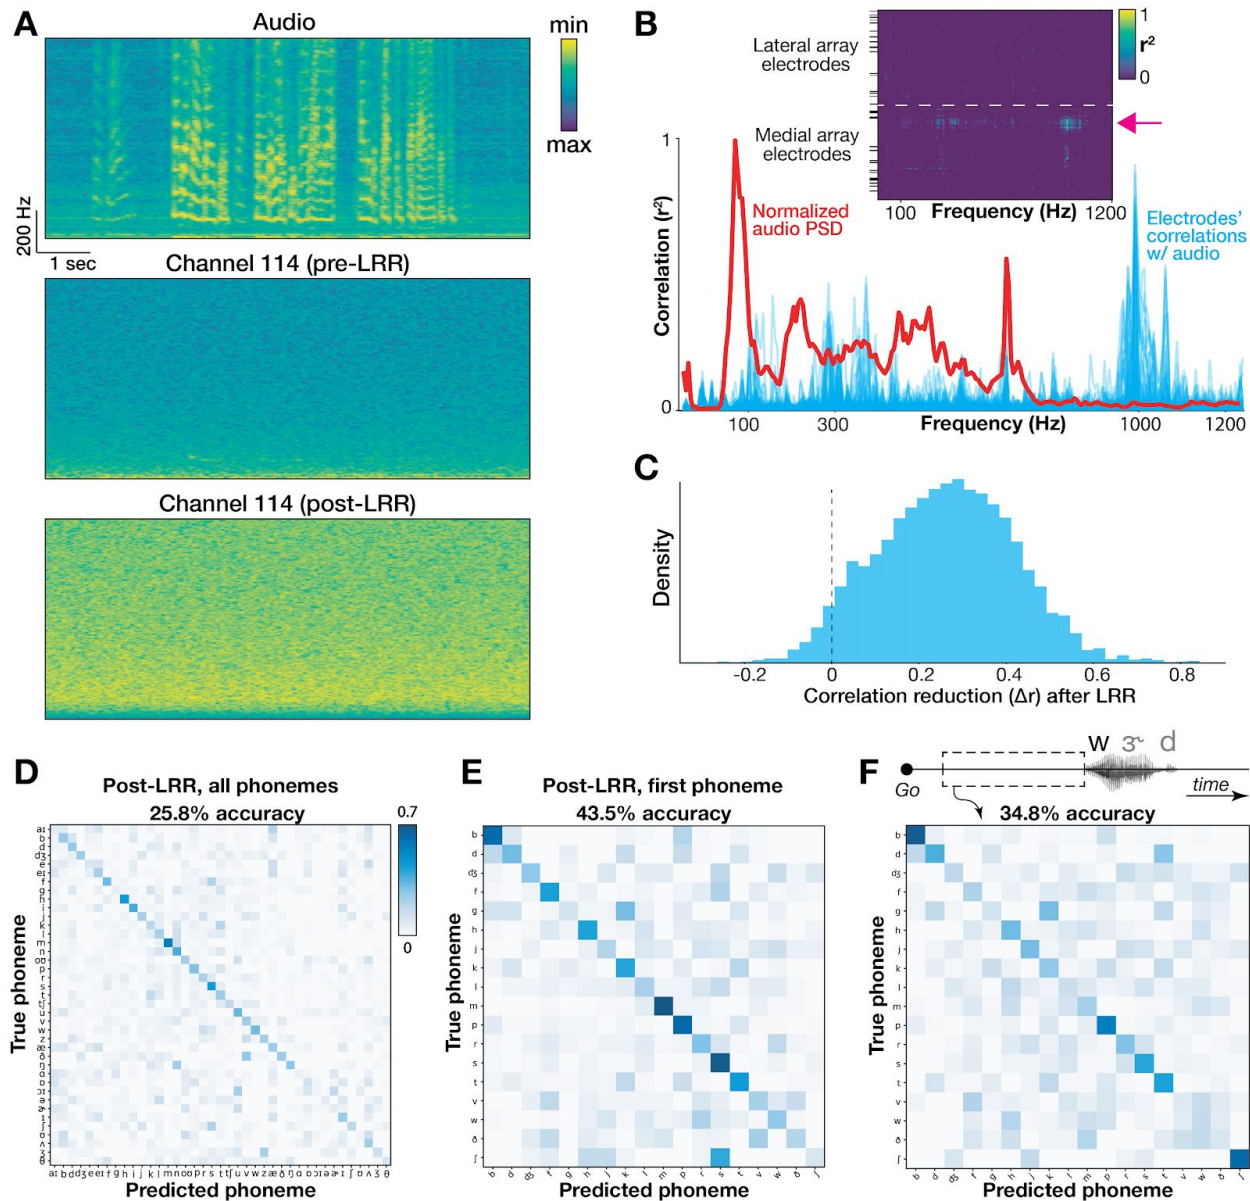 A
Audio
min
max
200 Hz
1 sec
Channel 114 (pre-LRR)
Channel 114 (post-LRR)
B
Lateral array
electrodes
Medial array
electrodes
1
r²
0
100
Frequency (Hz)
1200
1
Correlation (r²)
0
Normalized
audio PSD
Electrodes'
correlations
w/ audio
100
300
Frequency (Hz)
1000
1200
C
Density
-0.2
0
0.2
0.4
0.6
0.8
Correlation reduction (Δr) after LRR
D
Post-LRR, all phonemes
25.8% accuracy
0.7
0
True phoneme
Predicted phoneme
E
Post-LRR, first phoneme
43.5% accuracy
True phoneme
b
d
dʒ
f
g
h
j
k
l
m
p
r
s
t
v
w
ð
ʃ
b d dʒ f g h j k l m p r s t v w ð ʃ
Predicted phoneme
F
Go
w ɝ d
time
34.8% accuracy
True phoneme
b
d
dʒ
f
g
h
j
k
l
m
p
r
s
t
v
w
ð
ʃ
b d dʒ f g h j k l m p r s t v w ð ʃ
Predicted phoneme